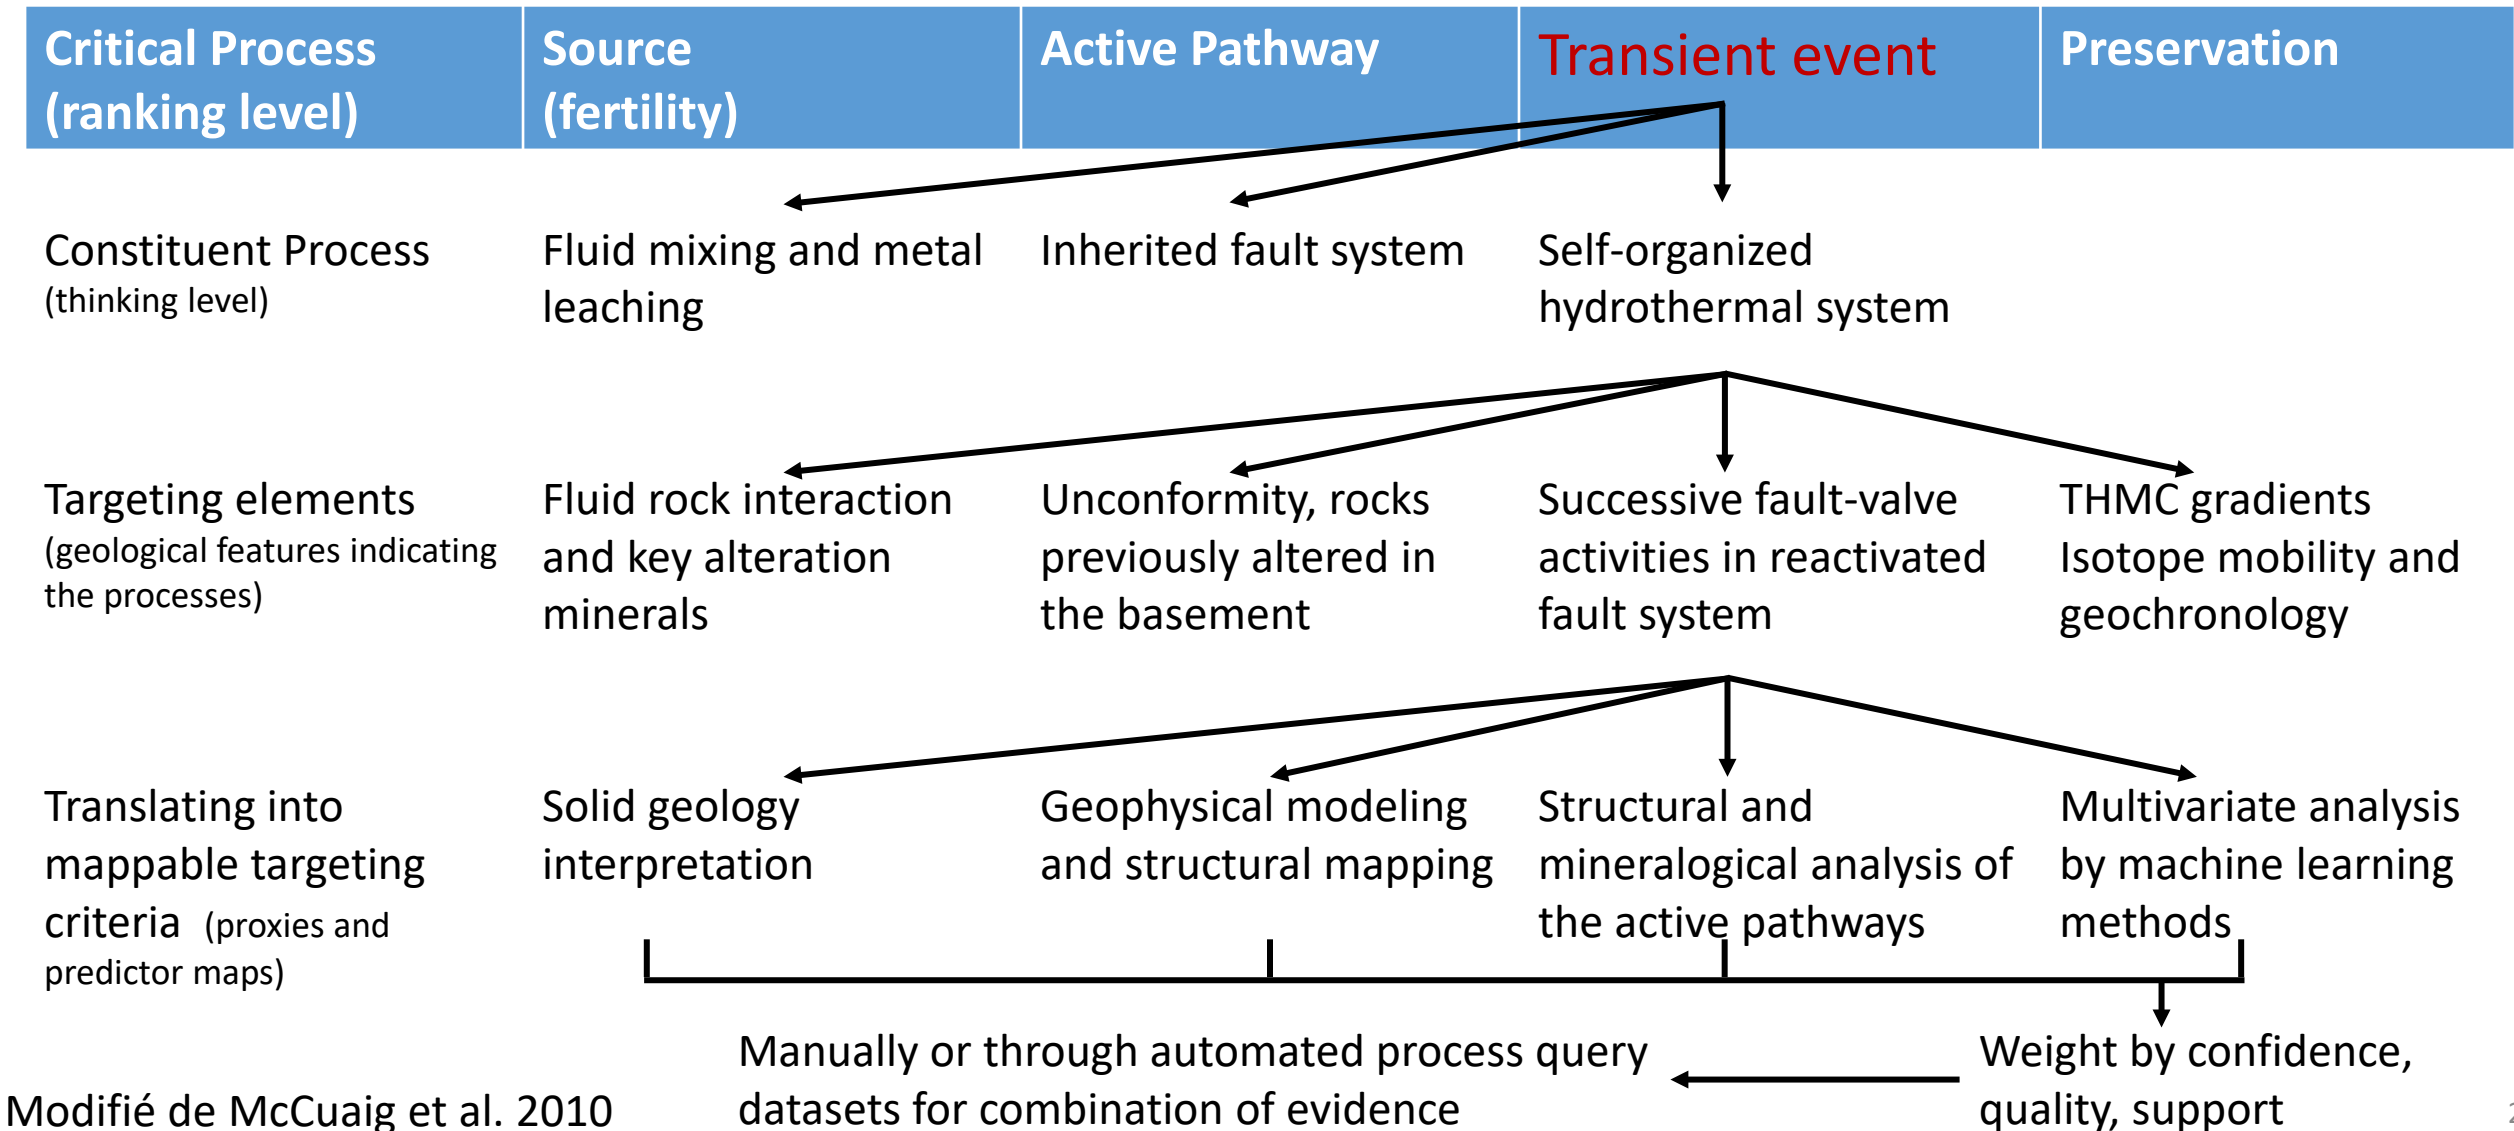 Critical Process
(ranking level)
Source
(fertility)
Active Pathway
Transient event
Preservation
Constituent Process
(thinking level)
Fluid mixing and metal
leaching
Inherited fault system
Self-organized
hydrothermal system
Targeting elements
(geological features indicating
the processes)
Fluid rock interaction
and key alteration
minerals
Unconformity, rocks
previously altered in
the basement
Successive fault-valve
activities in reactivated
fault system
THMC gradients
Isotope mobility and
geochronology
Translating into
mappable targeting
criteria (proxies and
predictor maps)
Solid geology
interpretation
Geophysical modeling
and structural mapping
Structural and
mineralogical analysis of
the active pathways
Multivariate analysis
by machine learning
methods
Manually or through automated process query
datasets for combination of evidence
Weight by confidence,
quality, support
Modifié de McCuaig et al. 2010